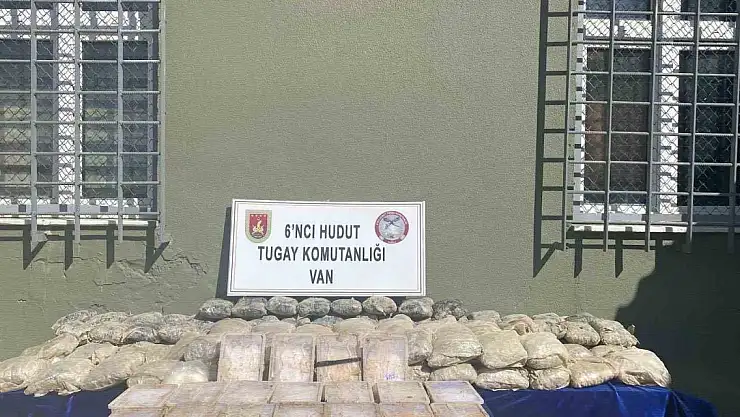 6'NCI HUDUT
TUGAY KOMUTANLIĞI
VAN